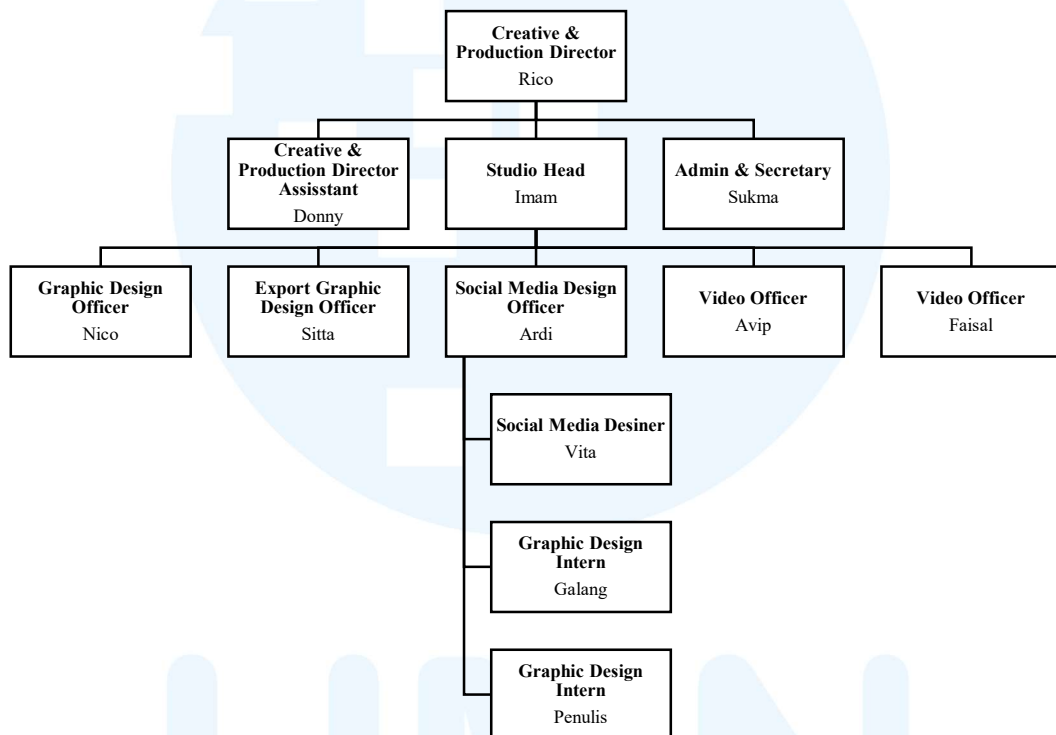 Creative &
Production Director
Rico
Creative &
Production Director
Assisstant
Donny
Studio Head
Imam
Admin & Secretary
Sukma
Graphic Design
Officer
Nico
Export Graphic
Design Officer
Sitta
Social Media Design
Officer
Ardi
Video Officer
Avip
Video Officer
Faisal
Social Media Desiner
Vita
Graphic Design
Intern
Galang
Graphic Design
Intern
Penulis